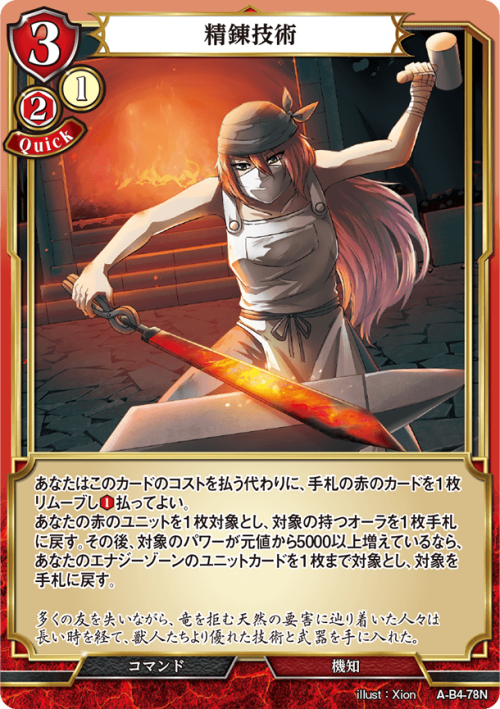 3
精錬技術
2
1
Quick
あなたはこのカードのコストを払う代わりに、手札の赤のカードを1枚
リムーブし1払ってよい。
あなたの赤のユニットを1枚対象とし、対象の持つオーラを1枚手札
に戻す。その後、対象のパワーが元値から5000以上増えているなら、
あなたのエナジーゾーンのユニットカードを1枚まで対象とし、対象を
手札に戻す。
多くの友を失いながら、竜を拒む天然の要害に辿り着いた人々は
長い時を経て、獣人たちより優れた技術と武器を手に入れた。
コマンド
機知
illust：Xion
A-B4-78N